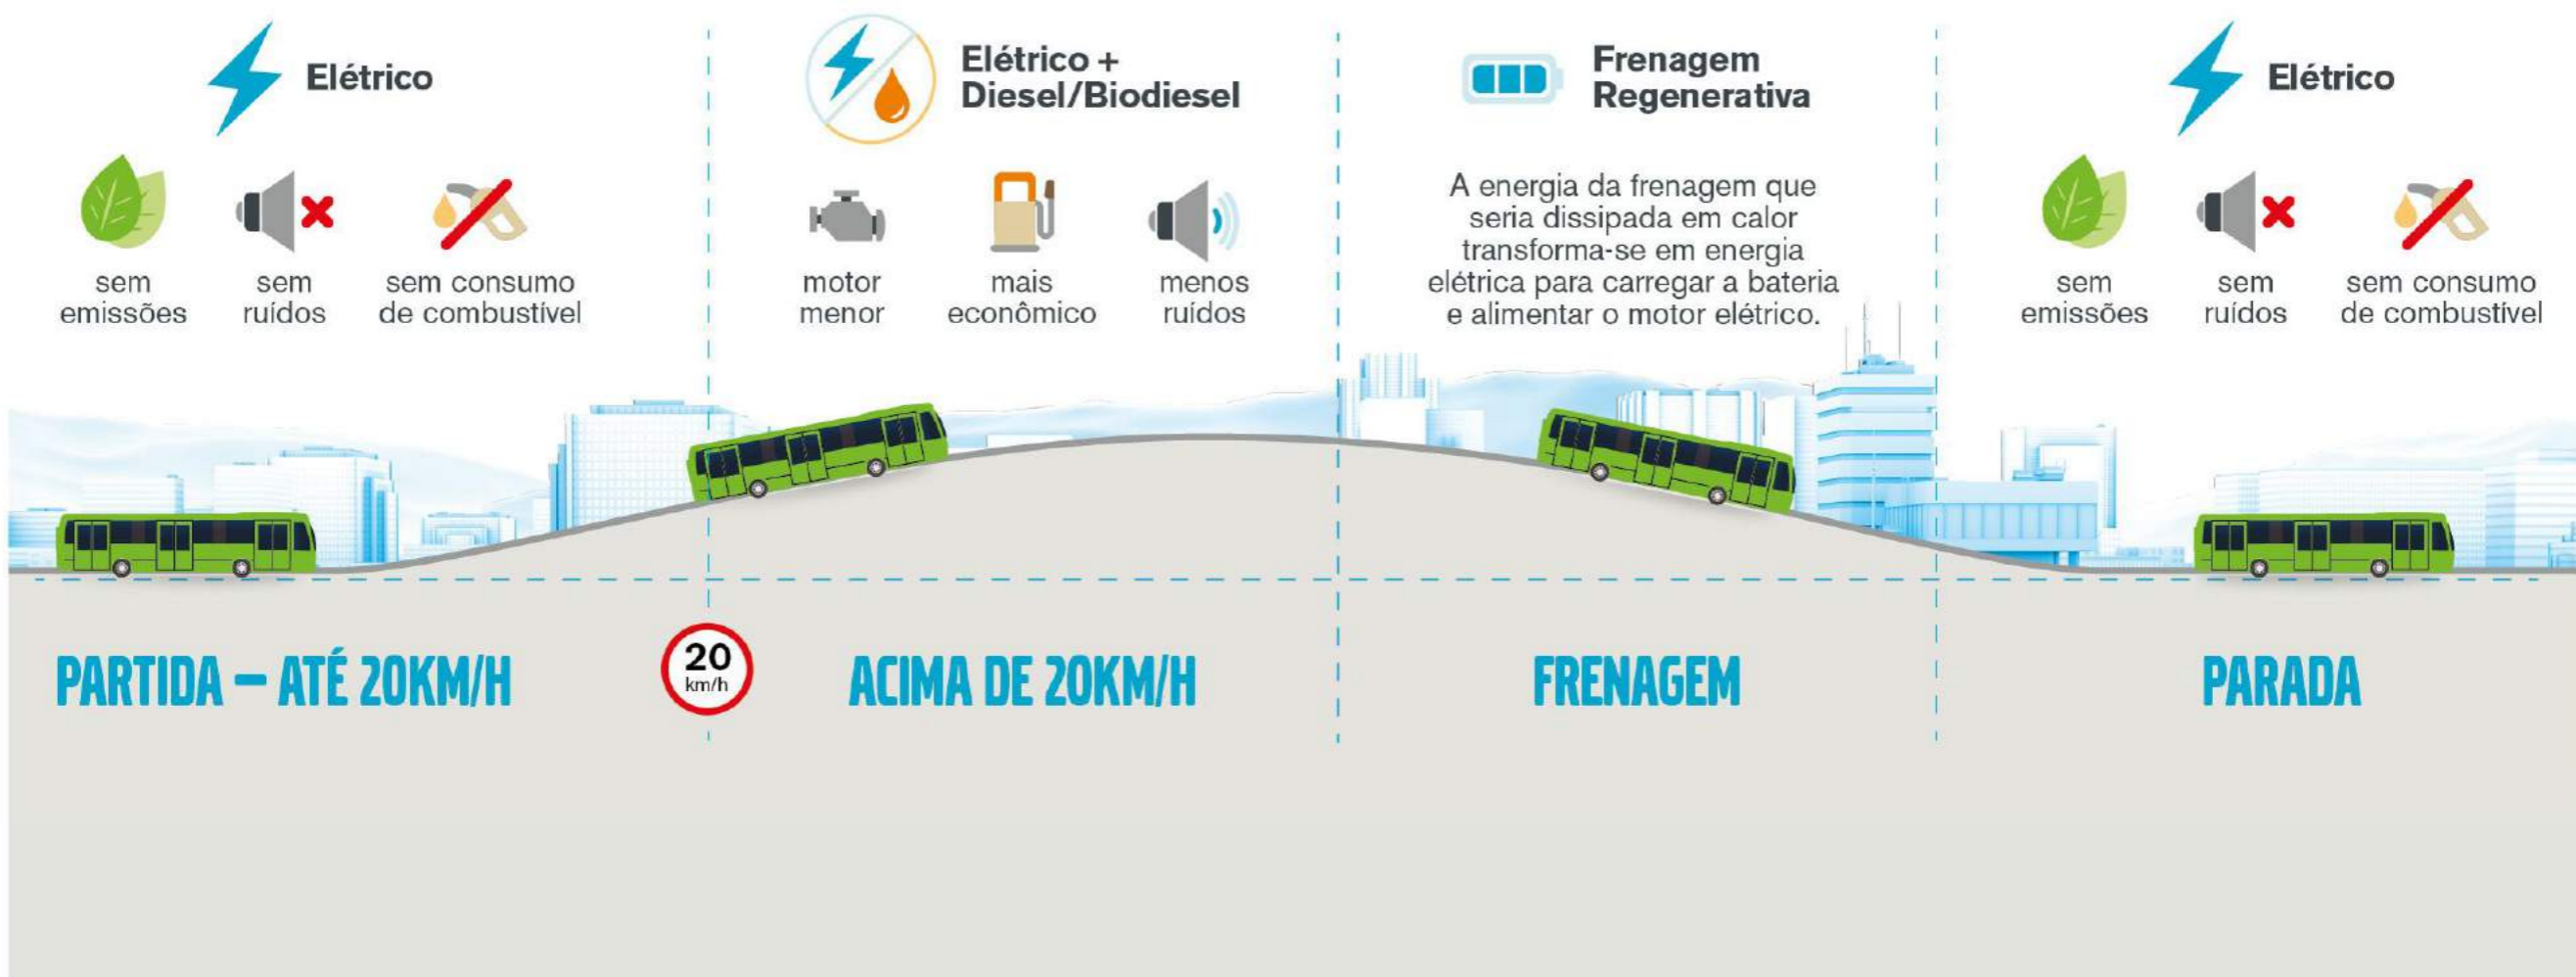 Elétrico
sem
emissões
sem
ruídos
sem consumo
de combustível
Elétrico +
Diesel/Biodiesel
motor
menor
mais
econômico
menos
ruídos
Frenagem
Regenerativa
A energia da frenagem que
seria dissipada em calor
transforma-se em energia
elétrica para carregar a bateria
e alimentar o motor elétrico.
Elétrico
sem
emissões
sem
ruídos
sem consumo
de combustível
PARTIDA – ATÉ 20KM/H
20
km/h
ACIMA DE 20KM/H
FRENAGEM
PARADA